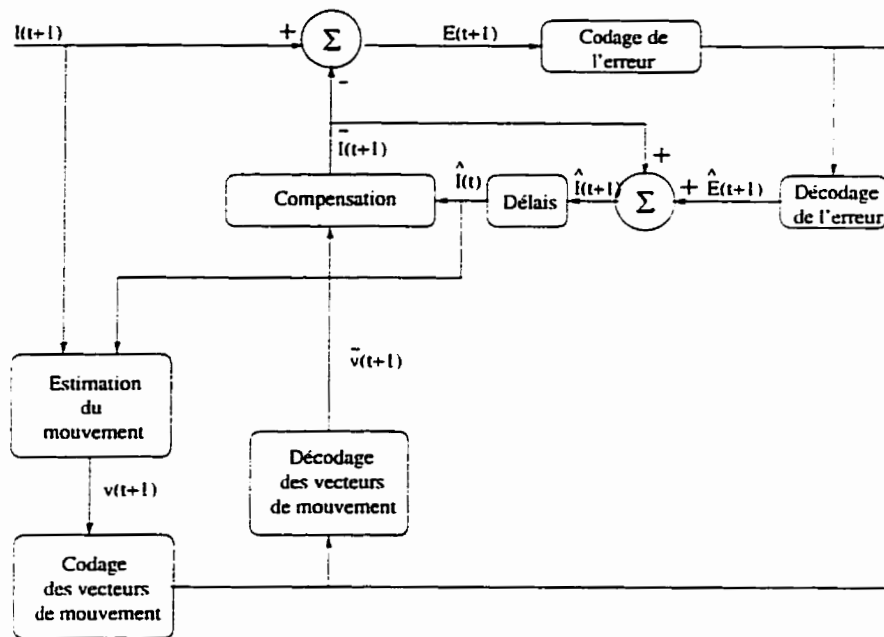 I(t+1)
+
Σ
E(t+1)
Codage de
l'erreur
-
Ī(t+1)
+
Compensation
Î(t)
Délais
Î(t+1)
Σ
+
Ê(t+1)
Décodage
de l'erreur
ṽ(t+1)
Estimation
du
mouvement
v(t+1)
Décodage
des vecteurs
de mouvement
Codage
des vecteurs
de mouvement